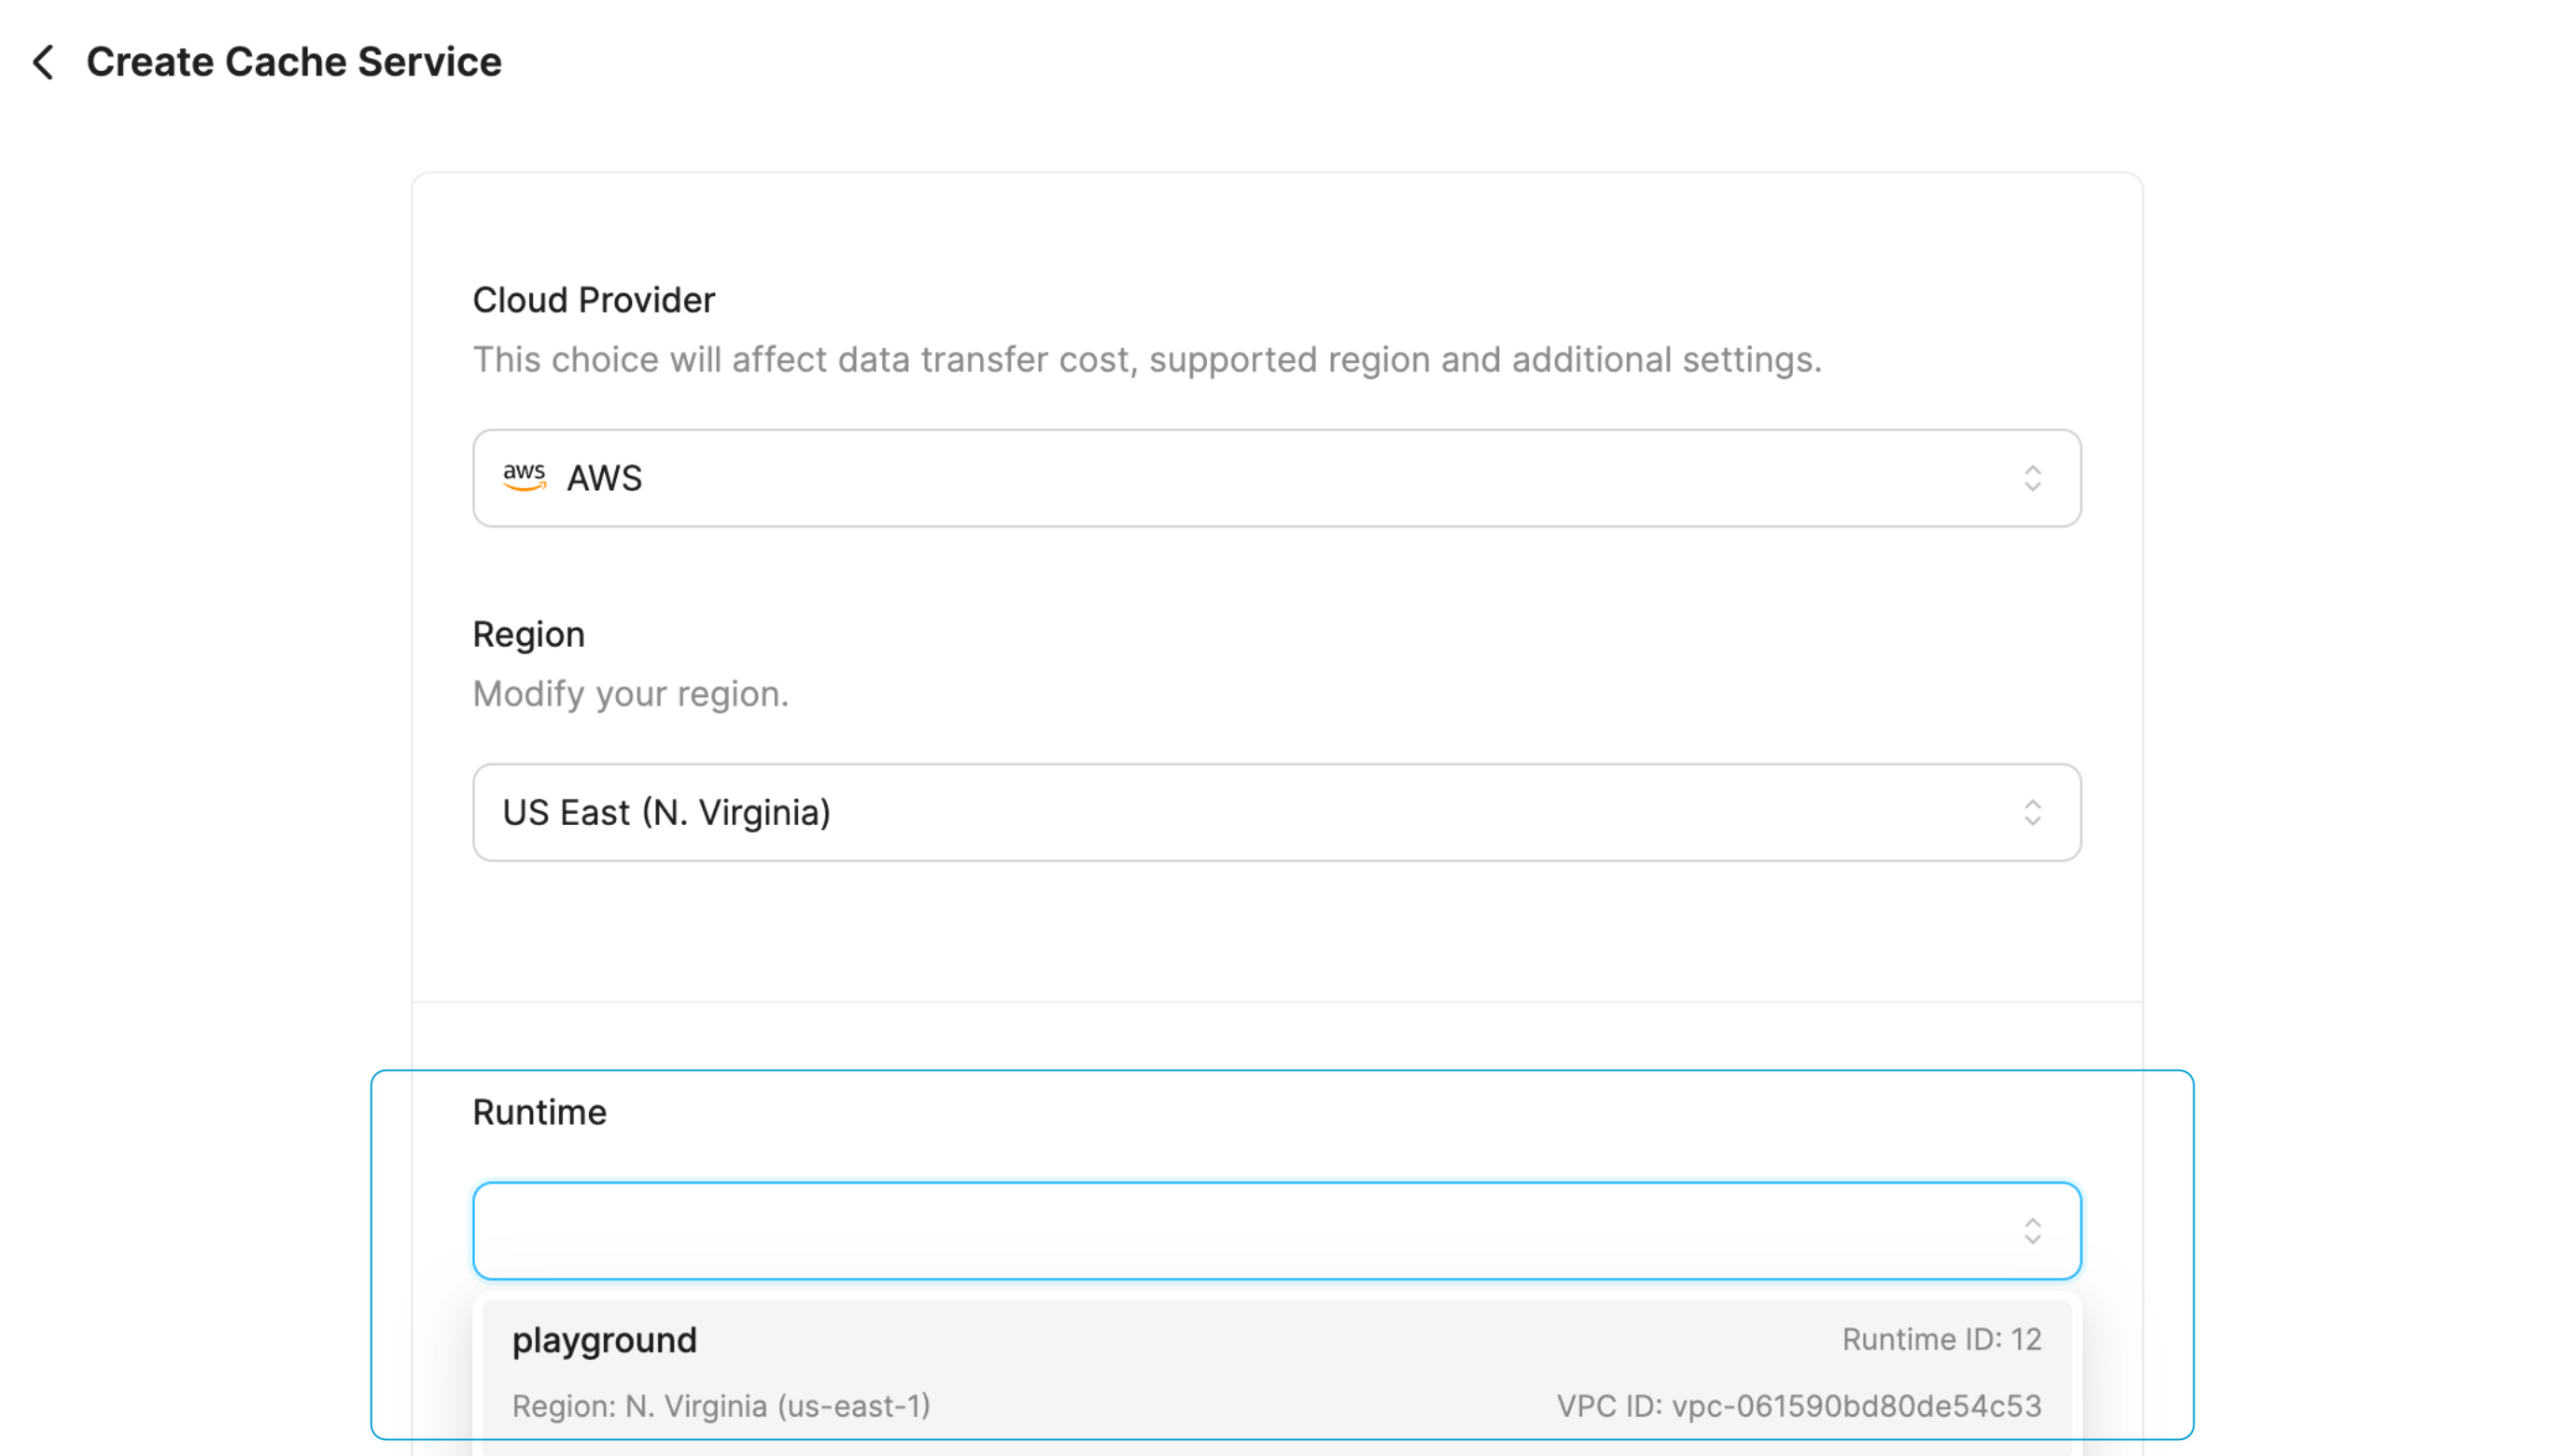 Create Cache Service
Cloud Provider
This choice will affect data transfer cost, supported region and additional settings.
aws AWS
Region
Modify your region.
US East (N. Virginia)
Runtime
playground Runtime ID: 12
Region: N. Virginia (us-east-1) VPC ID: vpc-061590bd80de54c53